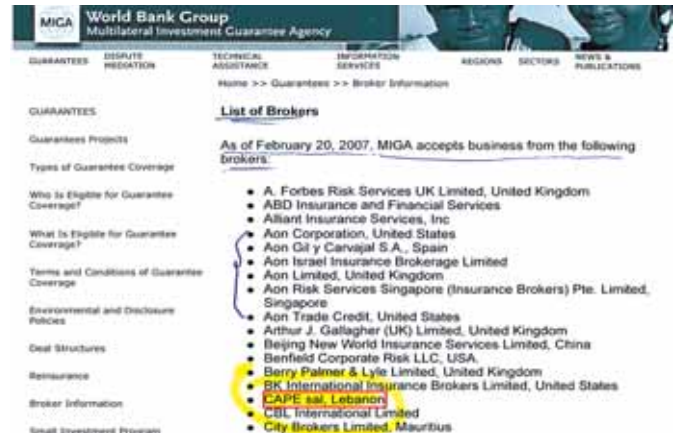 MIGA
World Bank Group
Multilateral Investment Guarantee Agency
GUARANTEES
DISPUTE
MEDIATION
TECHNICAL
ASSISTANCE
INFORMATION
SERVICES
REGIONS
SECTORS
NEWS &
PUBLICATIONS
Home >> Guarantees >> Broker Information
GUARANTEES
Guarantees Projects
Types of Guarantee Coverage
Who Is Eligible for Guarantee
Coverage?
What Is Eligible for Guarantee
Coverage?
Terms and Conditions of Guarantee
Coverage
Environmental and Disclosure
Policies
Deal Structures
Reinsurance
Broker Information
Small Investment Program
List of Brokers
As of February 20, 2007, MIGA accepts business from the following
brokers:
• A. Forbes Risk Services UK Limited, United Kingdom
• ABD Insurance and Financial Services
• Alliant Insurance Services, Inc
• Aon Corporation, United States
• Aon Gil y Carvajal S.A., Spain
• Aon Israel Insurance Brokerage Limited
• Aon Limited, United Kingdom
• Aon Risk Services Singapore (Insurance Brokers) Pte. Limited,
Singapore
• Aon Trade Credit, United States
• Arthur J. Gallagher (UK) Limited, United Kingdom
• Beijing New World Insurance Services Limited, China
• Benfield Corporate Risk LLC, USA.
• Berry Palmer & Lyle Limited, United Kingdom
• BK International Insurance Brokers Limited, United States
• CAPE sal, Lebanon
• CBL International Limited
• City Brokers Limited, Mauritius